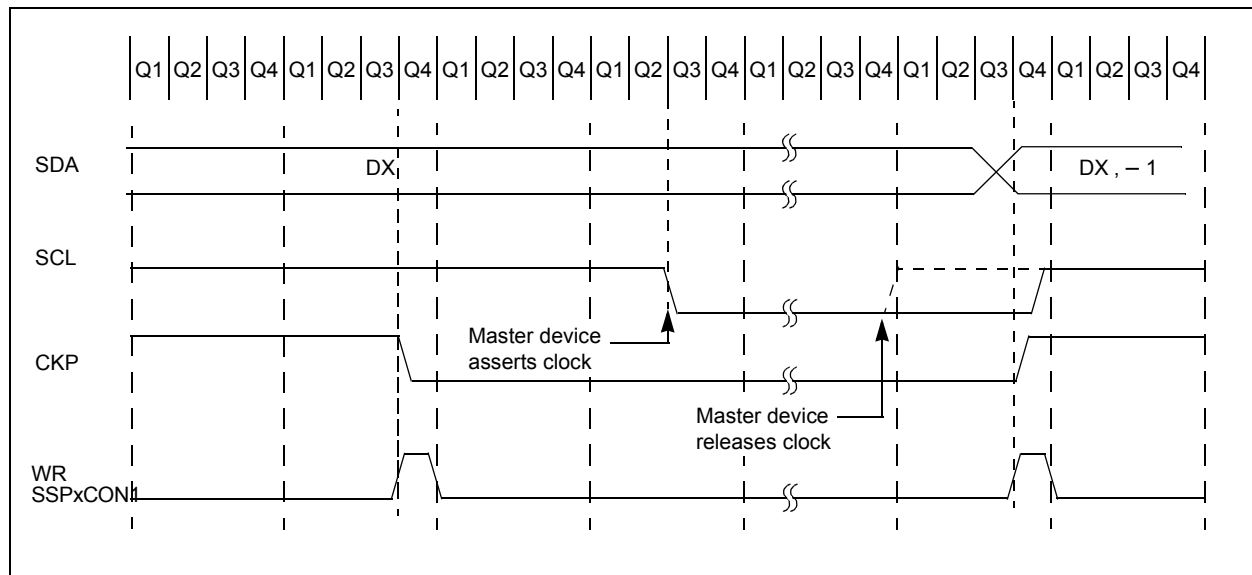 Q1 Q2 Q3 Q4 Q1 Q2 Q3 Q4 Q1 Q2 Q3 Q4 Q1 Q2 Q3 Q4 Q1 Q2 Q3 Q4 Q1 Q2 Q3 Q4 Q1 Q2 Q3 Q4
SDA
DX
DX , – 1
SCL
Master device
asserts clock
CKP
Master device
releases clock
WR
SSPxCON1